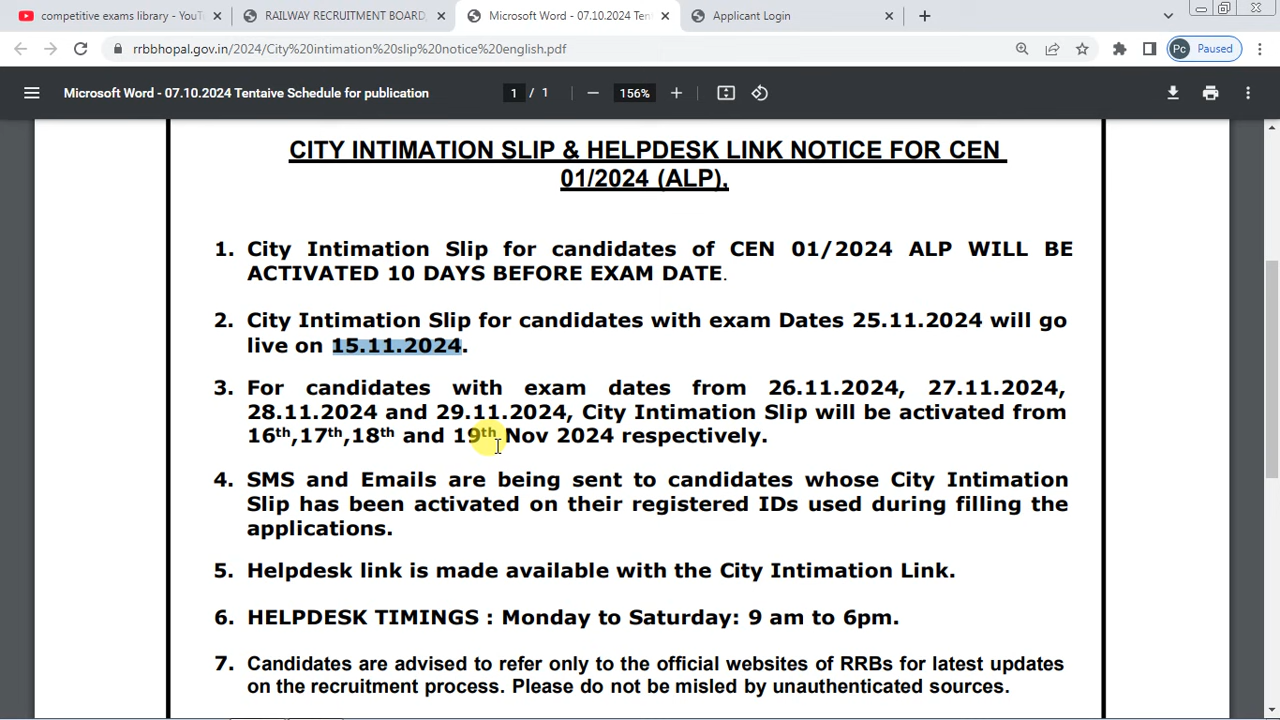 competitive exams library - YouT
RAILWAY RECRUITMENT BOARD,
Microsoft Word - 07.10.2024 Tent
Applicant Login
rrbbhopal.gov.in/2024/City%20intimation%20slip%20notice%20english.pdf
Pc Paused
Microsoft Word - 07.10.2024 Tentaive Schedule for publication
1 / 1
156%
CITY INTIMATION SLIP & HELPDESK LINK NOTICE FOR CEN
01/2024 (ALP),
1. City Intimation Slip for candidates of CEN 01/2024 ALP WILL BE
ACTIVATED 10 DAYS BEFORE EXAM DATE.
2. City Intimation Slip for candidates with exam Dates 25.11.2024 will go
live on 15.11.2024.
3. For candidates with exam dates from 26.11.2024, 27.11.2024,
28.11.2024 and 29.11.2024, City Intimation Slip will be activated from
16th,17th,18th and 19th Nov 2024 respectively.
4. SMS and Emails are being sent to candidates whose City Intimation
Slip has been activated on their registered IDs used during filling the
applications.
5. Helpdesk link is made available with the City Intimation Link.
6. HELPDESK TIMINGS : Monday to Saturday: 9 am to 6pm.
7. Candidates are advised to refer only to the official websites of RRBs for latest updates
on the recruitment process. Please do not be misled by unauthenticated sources.